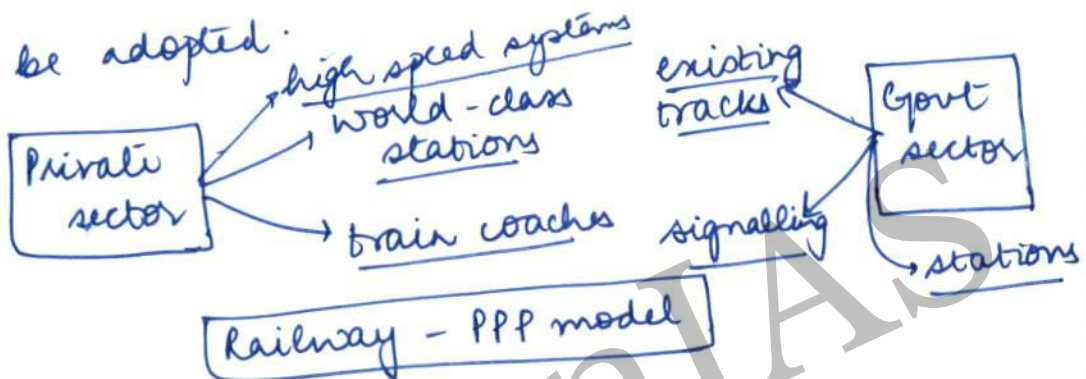 be adopted.
high speed systems
world-class
stations
train coaches
Private
sector
existing
tracks
signalling
stations
Govt
sector
Railway - PPP model
IAS